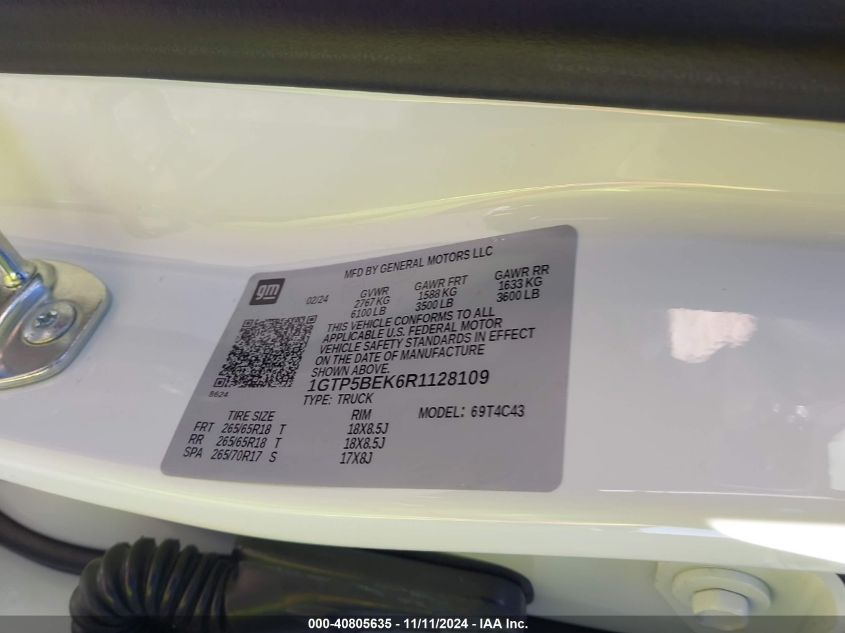 MFD BY GENERAL MOTORS LLC
gm
02/24
GVWR
2767 KG
6100 LB
GAWR FRT
1588 KG
3500 LB
GAWR RR
1633 KG
3600 LB
THIS VEHICLE CONFORMS TO ALL
APPLICABLE U.S. FEDERAL MOTOR
VEHICLE SAFETY STANDARDS IN EFFECT
ON THE DATE OF MANUFACTURE
SHOWN ABOVE.
8624
1GTP5BEK6R1128109
TYPE: TRUCK
MODEL: 69T4C43
TIRE SIZE RIM
FRT 265/65R18 T 18X8.5J
RR 265/65R18 T 18X8.5J
SPA 265/70R17 S 17X8J
000-40805635 - 11/11/2024 - © IAA Inc.